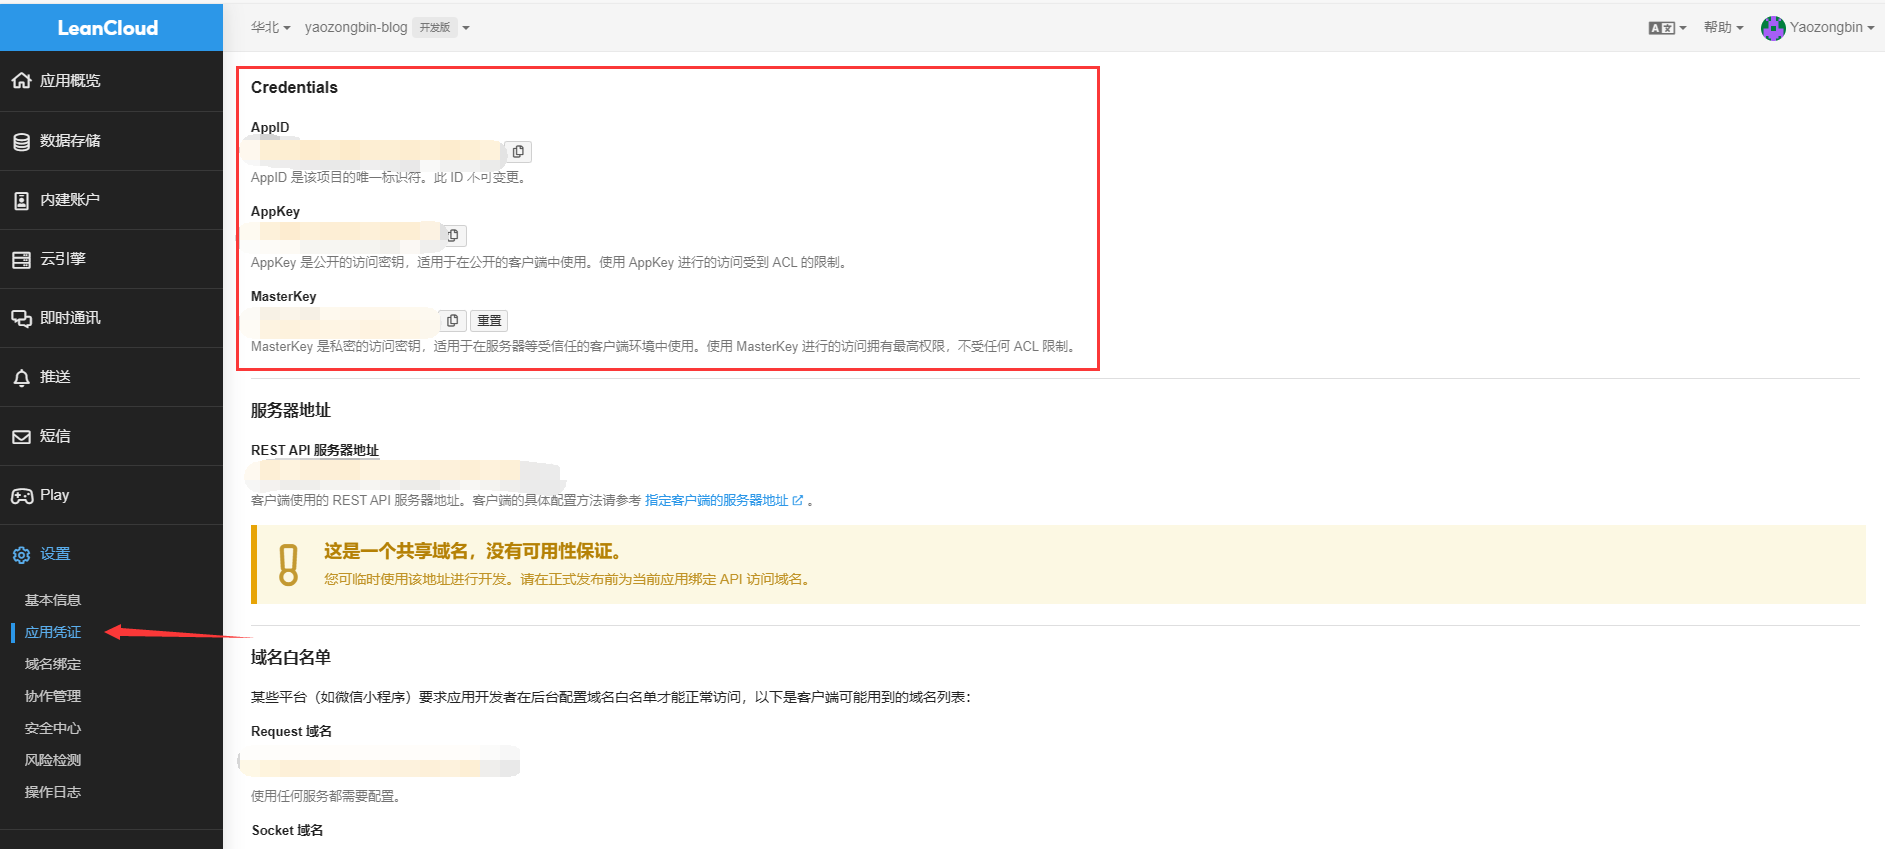 LeanCloud
华北
yaozongbin-blog
开发版
帮助
Yaozongbin
应用概览
数据存储
内建账户
云引擎
即时通讯
推送
短信
Play
设置
基本信息
应用凭证
域名绑定
协作管理
安全中心
风险检测
操作日志
Credentials
AppID
AppID 是该项目的唯一标识符。此 ID 不可变更。
AppKey
AppKey 是公开的访问密钥，适用于在公开的客户端中使用。使用 AppKey 进行的访问受到 ACL 的限制。
MasterKey
重置
MasterKey 是私密的访问密钥，适用于在服务器等受信任的客户端环境中使用。使用 MasterKey 进行的访问拥有最高权限，不受任何 ACL 限制。
服务器地址
REST API 服务器地址
客户端使用的 REST API 服务器地址。客户端的具体配置方法请参考 指定客户端的服务器地址 。
这是一个共享域名，没有可用性保证。
您可临时使用该地址进行开发。请在正式发布前为当前应用绑定 API 访问域名。
域名白名单
某些平台（如微信小程序）要求应用开发者在后台配置域名白名单才能正常访问，以下是客户端可能用到的域名列表：
Request 域名
使用任何服务都需要配置。
Socket 域名